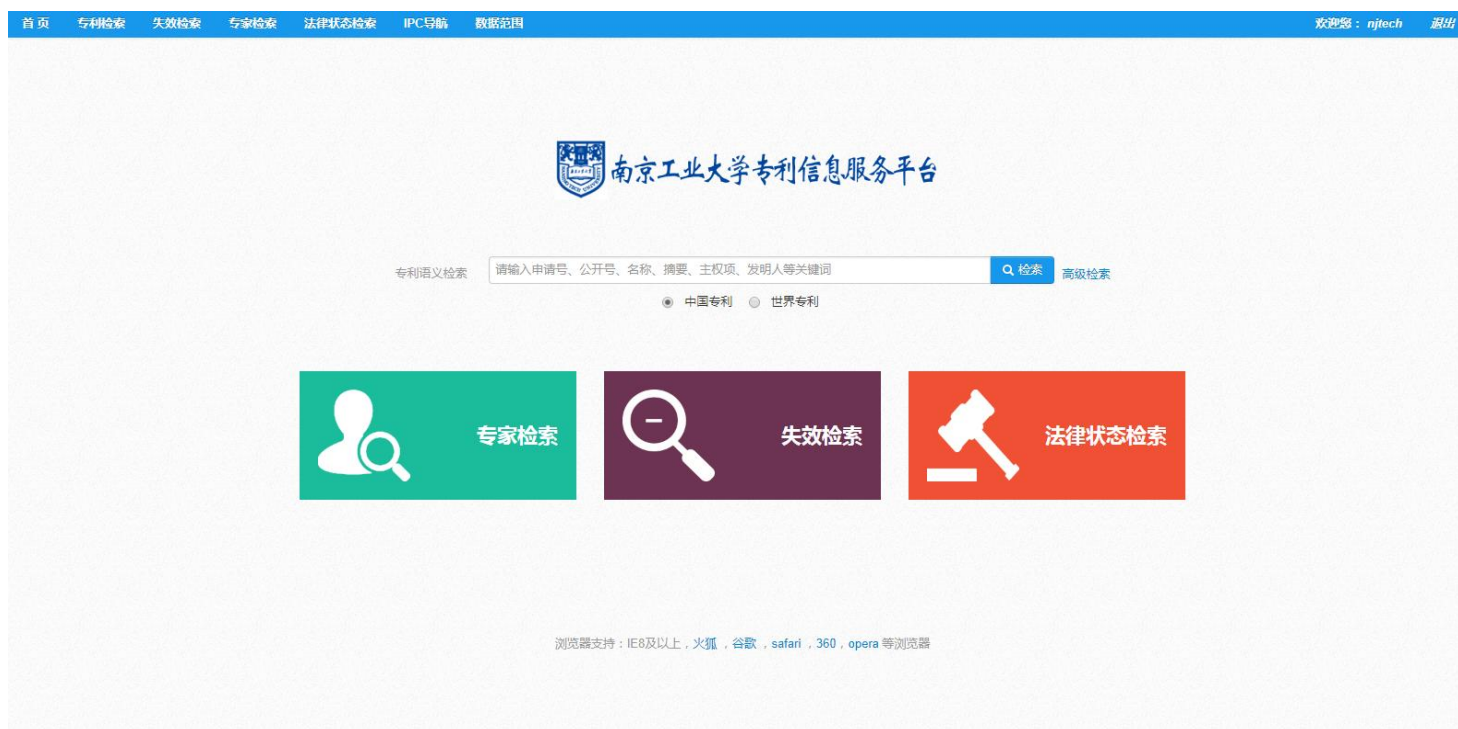 首 页 专利检索 失效检索 专家检索 法律状态检索 IPC导航 数据范围 欢迎您： njtech 退出
南京工业大学专利信息服务平台
专利语义检索 请输入申请号、公开号、名称、摘要、主权项、发明人等关键词 检索 高级检索
中国专利 世界专利
专家检索 失效检索 法律状态检索
浏览器支持：IE8及以上，火狐，谷歌，safari，360，opera 等浏览器